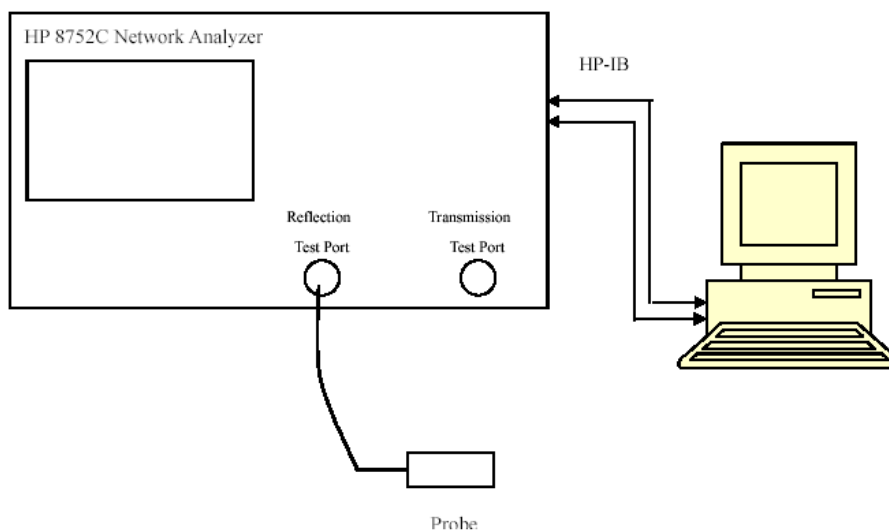 HP 8752C Network Analyzer
HP-IB
Reflection
Test Port
Transmission
Test Port
Probe